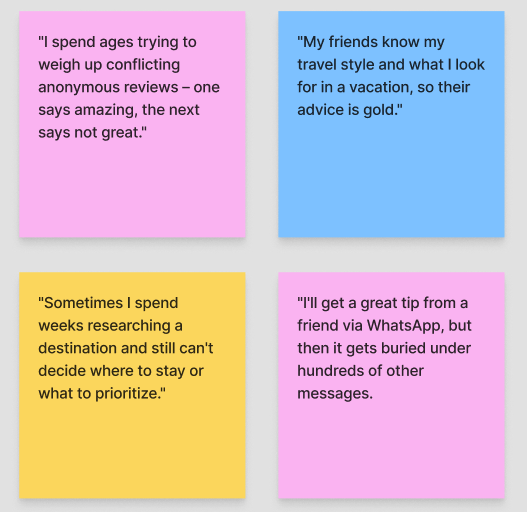 "I spend ages trying to
weigh up conflicting
anonymous reviews – one
says amazing, the next
says not great."
"My friends know my
travel style and what I look
for in a vacation, so their
advice is gold."
"Sometimes I spend
weeks researching a
destination and still can't
decide where to stay or
what to prioritize."
"I'll get a great tip from a
friend via WhatsApp, but
then it gets buried under
hundreds of other
messages.